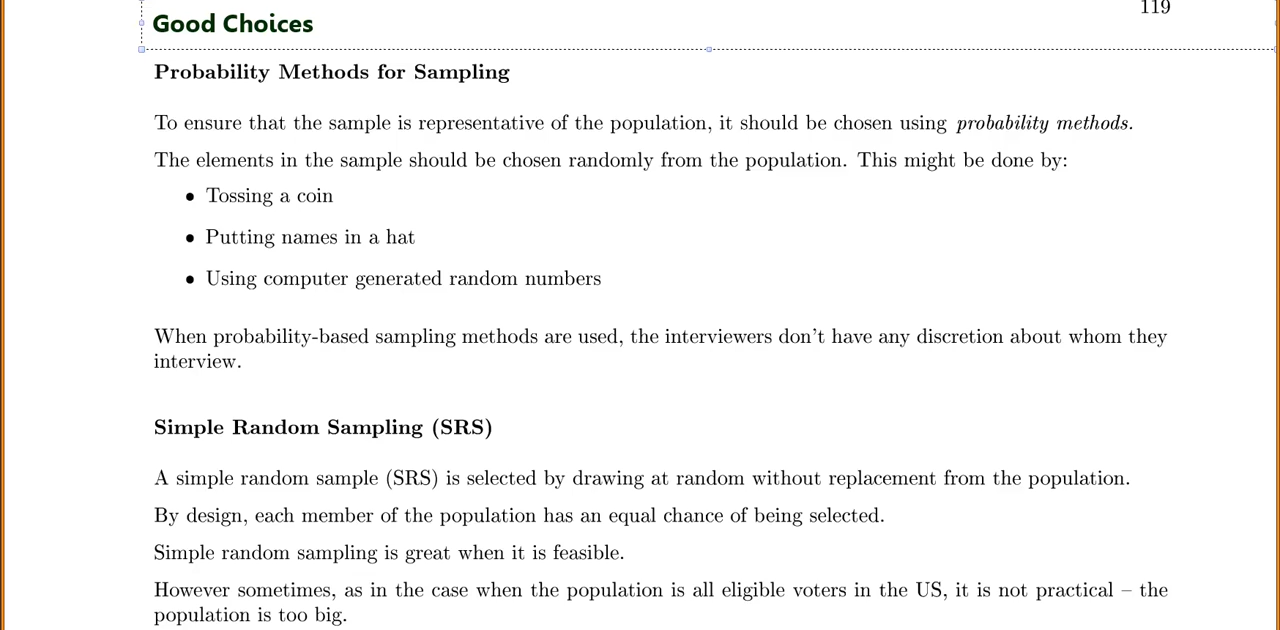 119
Good Choices
Probability Methods for Sampling
To ensure that the sample is representative of the population, it should be chosen using probability methods.
The elements in the sample should be chosen randomly from the population. This might be done by:
• Tossing a coin
• Putting names in a hat
• Using computer generated random numbers
When probability-based sampling methods are used, the interviewers don't have any discretion about whom they
interview.
Simple Random Sampling (SRS)
A simple random sample (SRS) is selected by drawing at random without replacement from the population.
By design, each member of the population has an equal chance of being selected.
Simple random sampling is great when it is feasible.
However sometimes, as in the case when the population is all eligible voters in the US, it is not practical – the
population is too big.